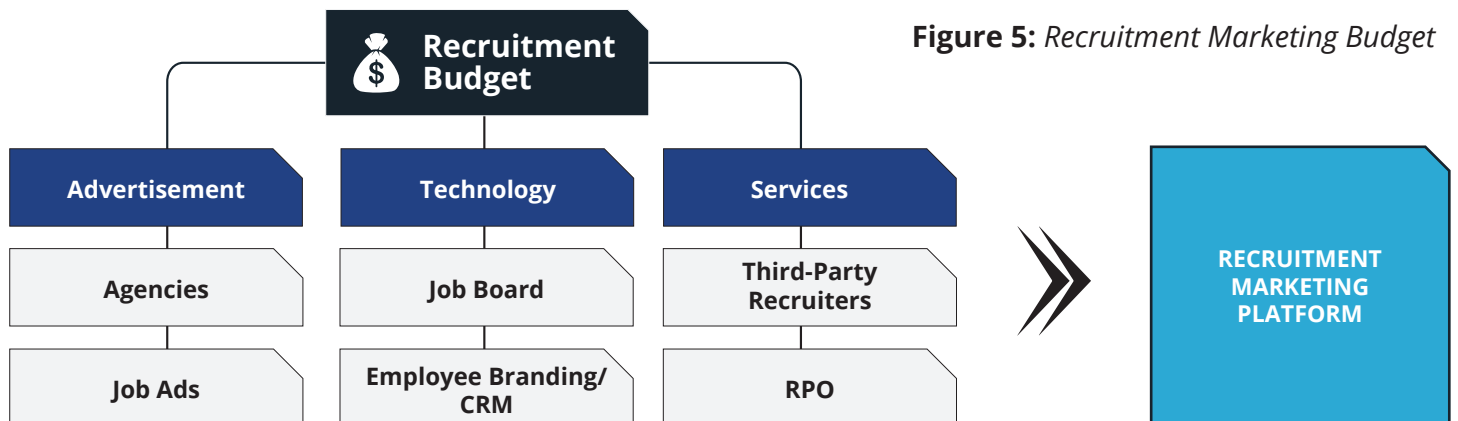 Recruitment
Budget
$
Figure 5: Recruitment Marketing Budget
Advertisement
Technology
Services
Agencies
Job Board
Third-Party
Recruiters
Job Ads
Employee Branding/
CRM
RPO
RECRUITMENT
MARKETING
PLATFORM